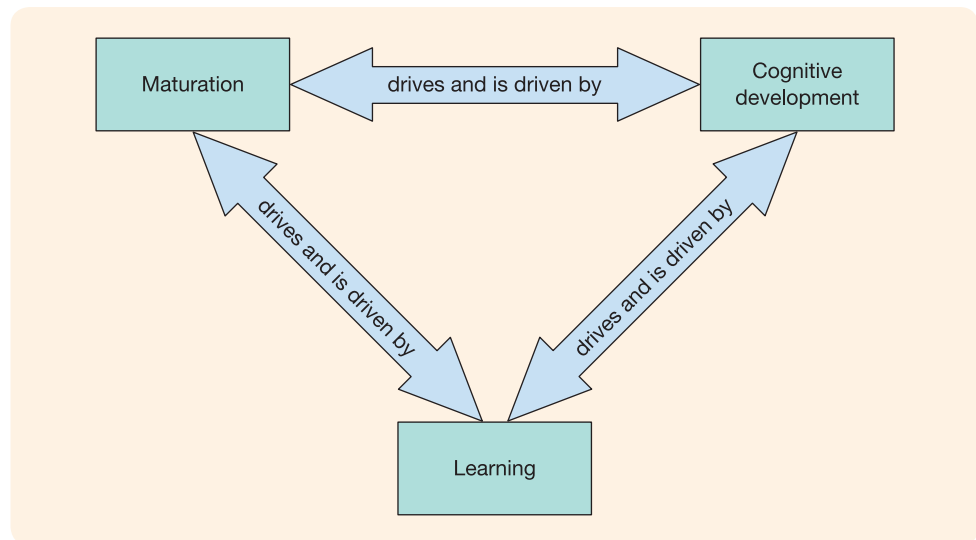 Maturation
drives and is driven by
Cognitive
development
drives and is driven by
drives and is driven by
Learning